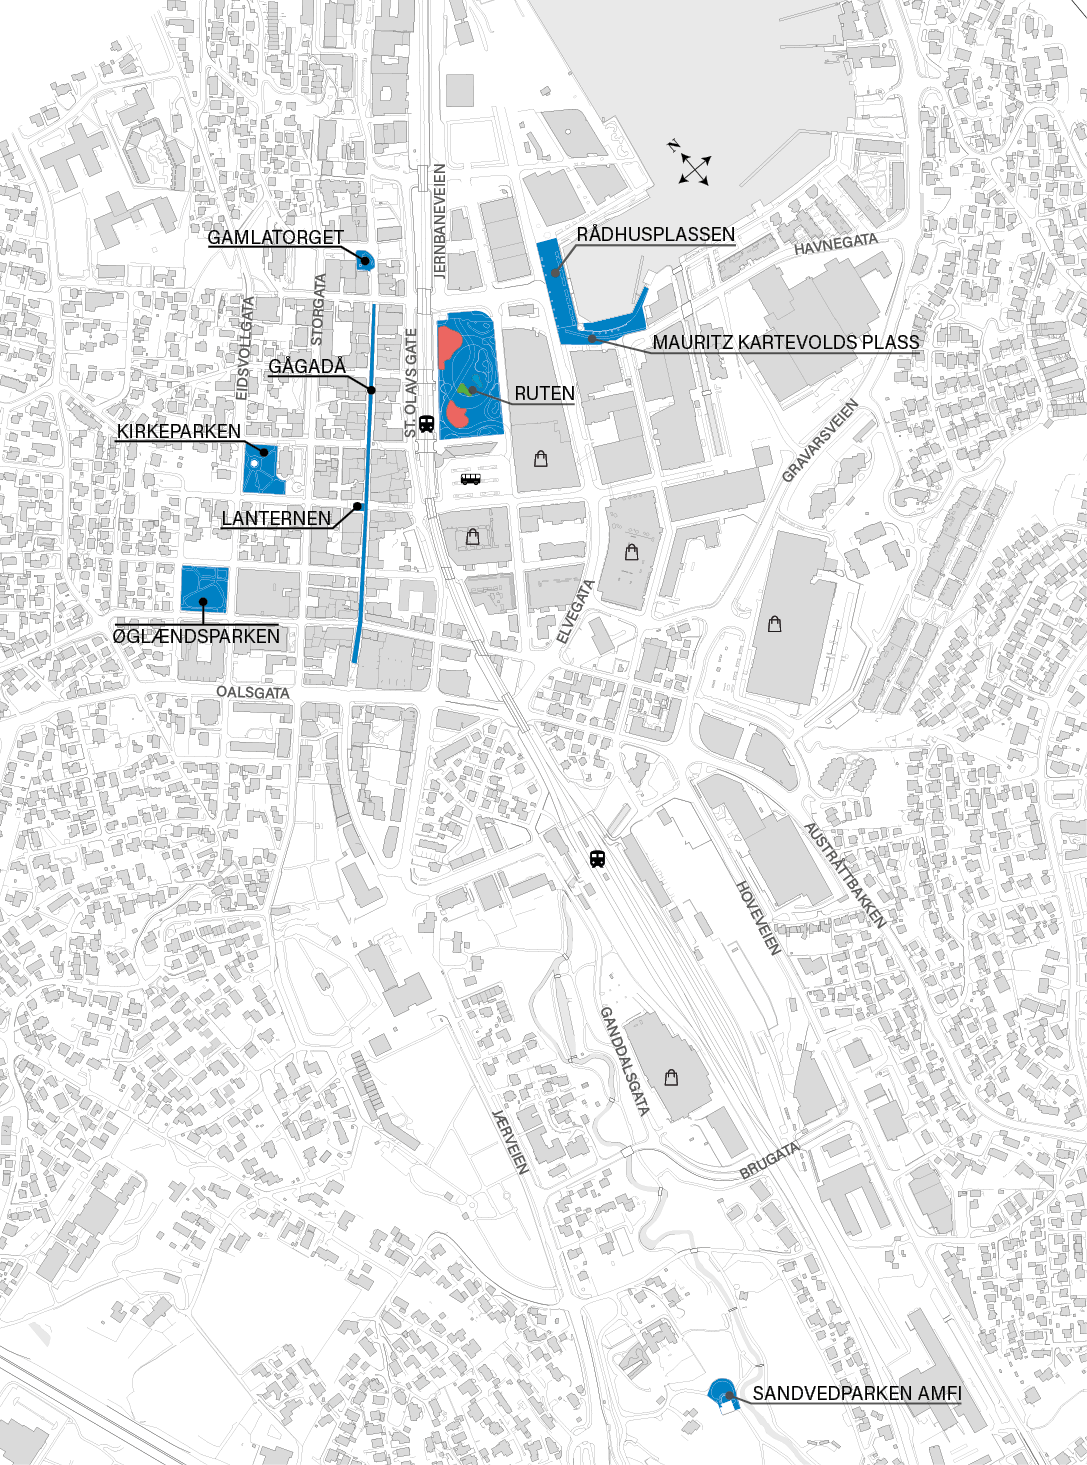 N
JERNBANEVEIEN
GAMLATORGET
RÅDHUSPLASSEN
HAVNEGATA
STORGATA
EIDSVOLLGATA
ST. OLAVS GATE
MAURITZ KARTEVOLDS PLASS
GÅGADÅ
RUTEN
GRAVARSVEIEN
KIRKEPARKEN
LANTERNEN
ELVEGATA
ØGLÆNDSPARKEN
OALSGATA
AUSTRÅTTBAKKEN
HOVEVEIEN
GANDDALSGATA
JÆRVEIEN
BRUGATA
SANDVEDPARKEN AMFI